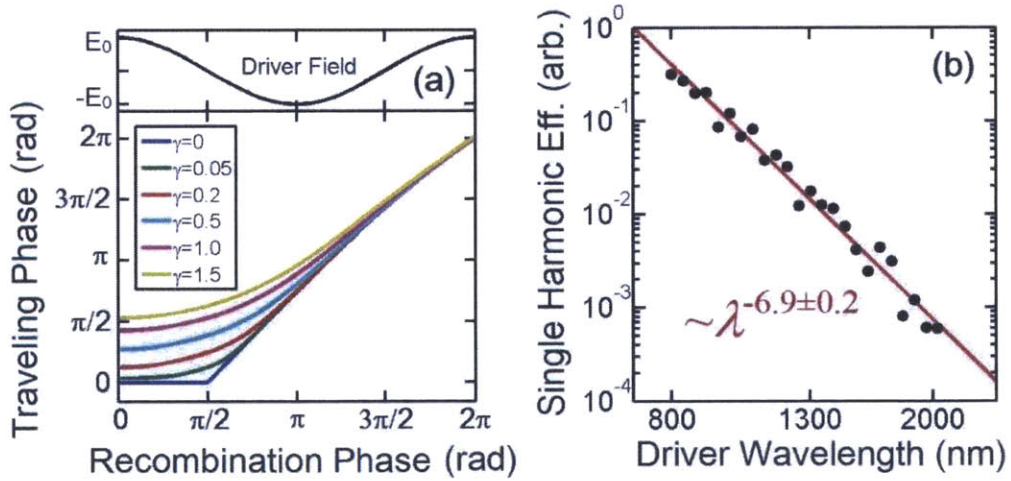 E₀
-E₀
Driver Field
(a)
Traveling Phase (rad)
2π
3π/2
π
π/2
0
γ=0
γ=0.05
γ=0.2
γ=0.5
γ=1.0
γ=1.5
0 π/2 π 3π/2 2π
Recombination Phase (rad)
(b)
Single Harmonic Eff. (arb.)
10⁰
10⁻¹
10⁻²
10⁻³
10⁻⁴
~λ⁻⁶·⁹±⁰·²
800 1300 2000
Driver Wavelength (nm)